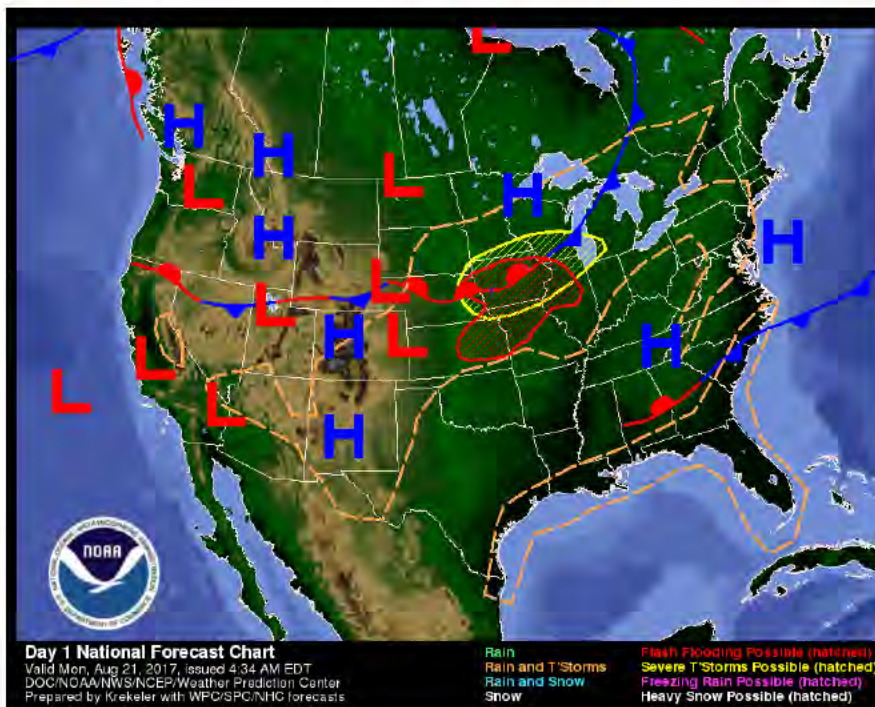 L
H
H
L
L
H
H
H
L
L
L
H
L
H
L
L
L
H
NOAA
Day 1 National Forecast Chart
Valid Mon, Aug 21, 2017, issued 4:34 AM EDT
DOC/NOAA/NWS/NCEP/Weather Prediction Center
Prepared by Krekeler with WPC/SPC/NHC forecasts
Rain
Rain and T'Storms
Rain and Snow
Snow
Flash Flooding Possible (hatched)
Severe T'Storms Possible (hatched)
Freezing Rain Possible (hatched)
Heavy Snow Possible (hatched)